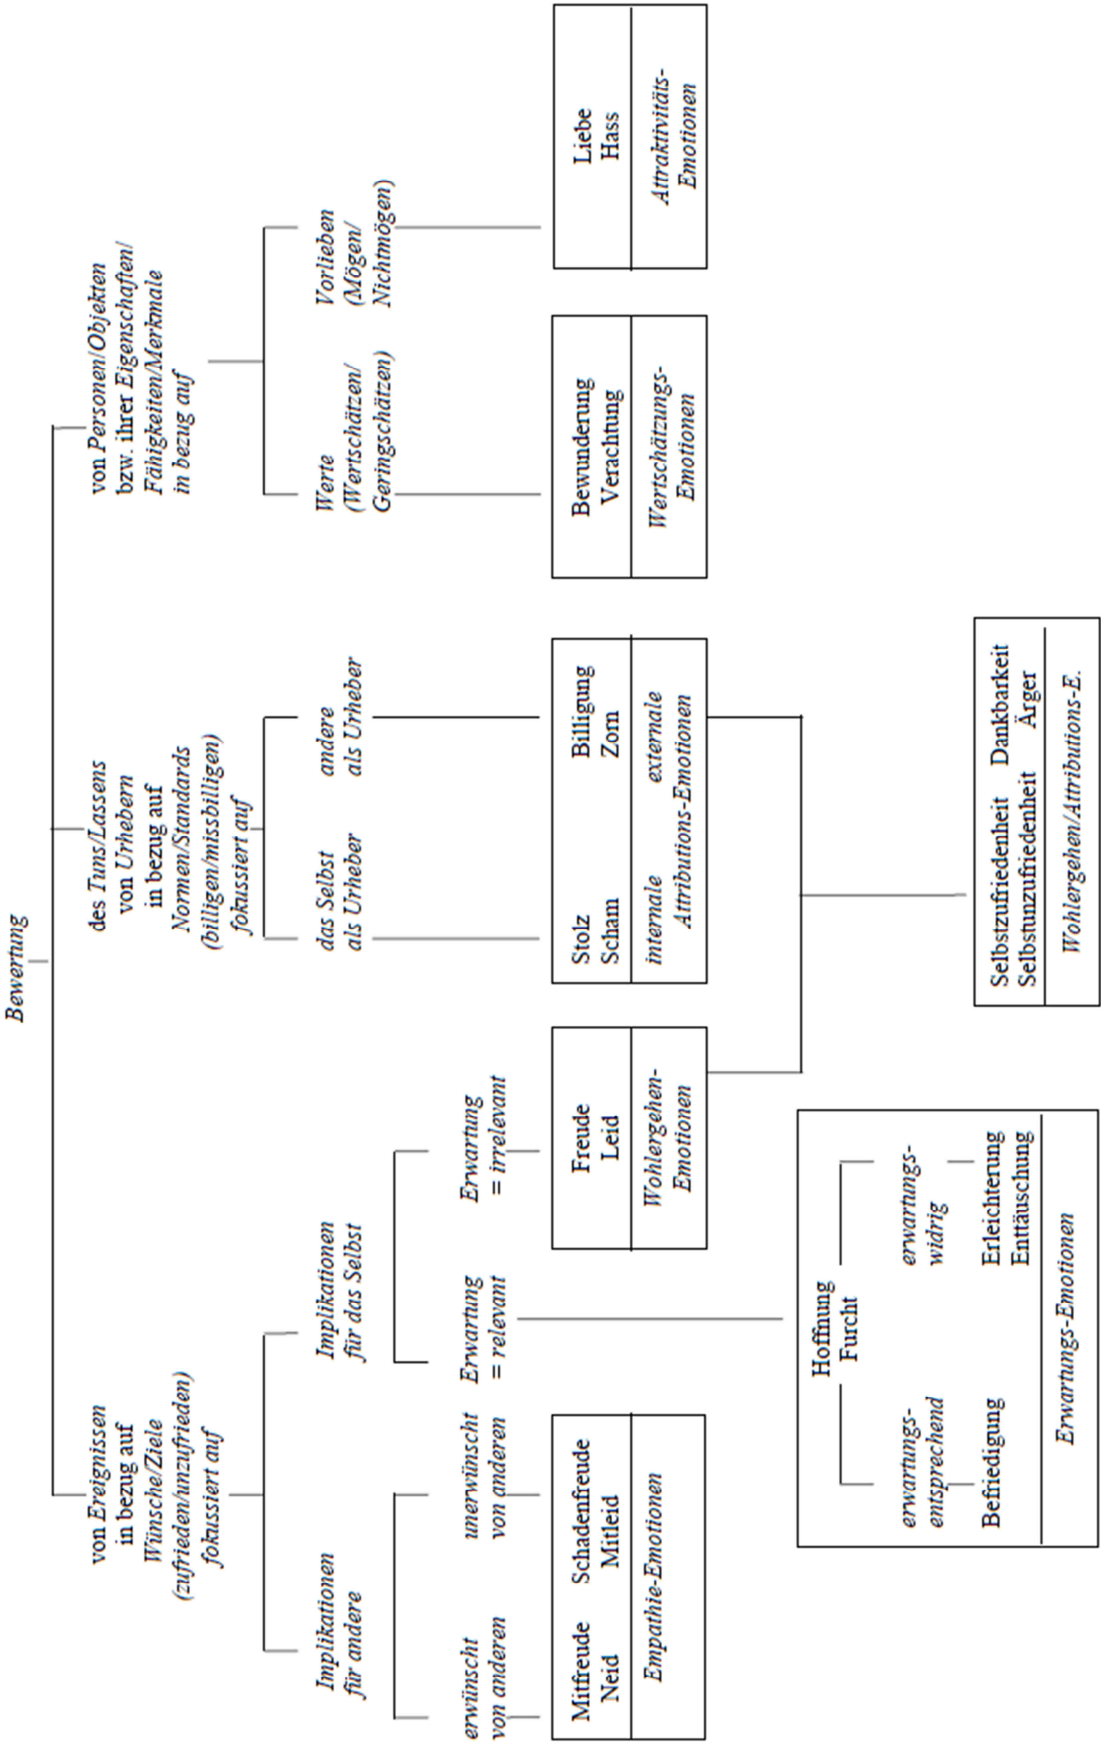 Bewertung
von Ereignissen
in bezug auf
Wünsche/Ziele
(zufrieden/unzufrieden)
fokussiert auf
des Tuns/Lassens
von Urhebern
in bezug auf
Normen/Standards
(billigen/missbilligen)
fokussiert auf
von Personen/Objekten
bzw. ihrer Eigenschaften/
Fähigkeiten/Merkmale
in bezug auf
Implikationen
für andere
Implikationen
für das Selbst
das Selbst
als Urheber
andere
als Urheber
Werte
(Wertschätzen/
Geringschätzen)
Vorlieben
(Mögen/
Nichtmögen)
erwünscht
von anderen
unerwünscht
von anderen
Erwartung
= relevant
Erwartung
= irrelevant
Mitfreude
Neid
Schadenfreude
Mitleid
Empathie-Emotionen
Freude
Leid
Wohlergehen-
Emotionen
Stolz
Scham
Billigung
Zorn
internale
externale
Attributions-Emotionen
Bewunderung
Verachtung
Wertschätzungs-
Emotionen
Liebe
Hass
Attraktivitäts-
Emotionen
Hoffnung
Furcht
erwartungs-
entsprechend
erwartungs-
widrig
Befriedigung
Erleichterung
Enttäuschung
Erwartungs-Emotionen
Selbstzufriedenheit Dankbarkeit
Selbstunzufriedenheit Ärger
Wohlergehen/Attributions-E.